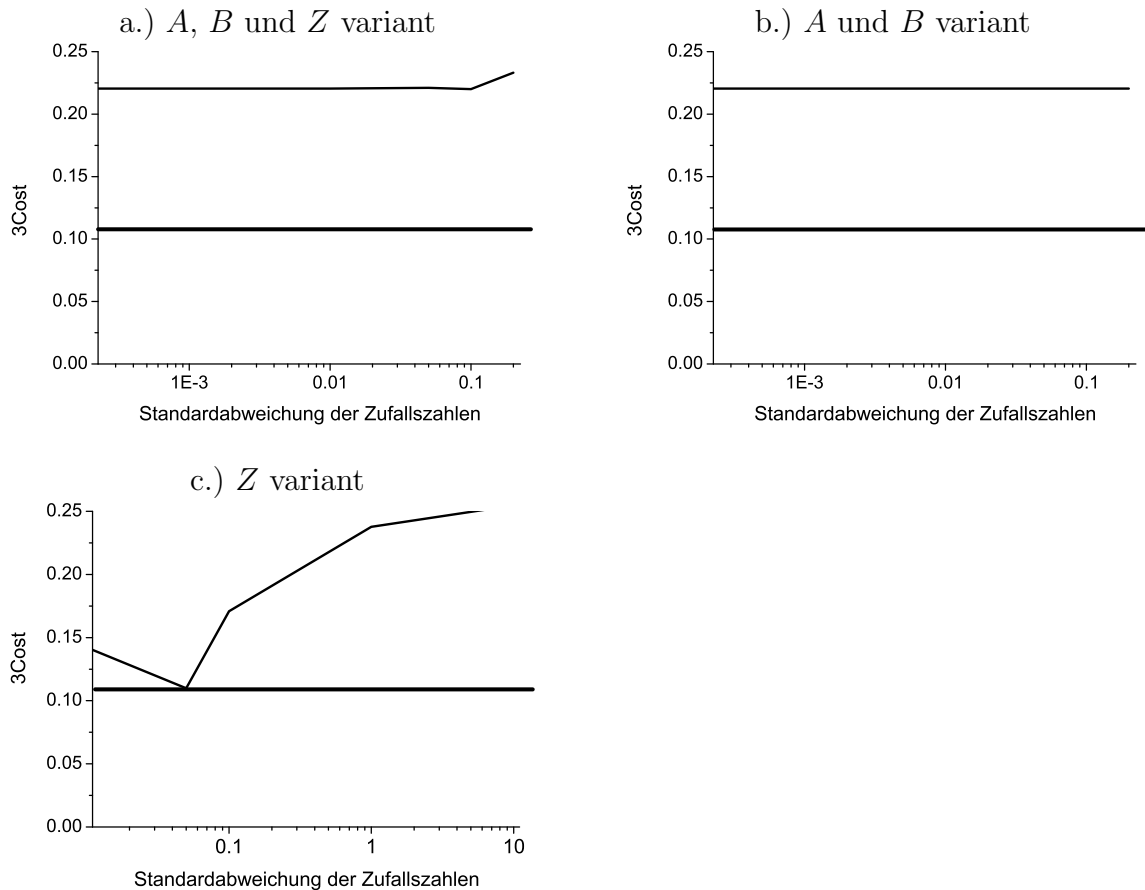 a.) A, B und Z variant
b.) A und B variant
0.25
0.20
0.15
0.10
0.05
0.00
3Cost
1E-3 0.01 0.1
Standardabweichung der Zufallszahlen
0.25
0.20
0.15
0.10
0.05
0.00
3Cost
1E-3 0.01 0.1
Standardabweichung der Zufallszahlen
c.) Z variant
0.25
0.20
0.15
0.10
0.05
0.00
3Cost
0.1 1 10
Standardabweichung der Zufallszahlen